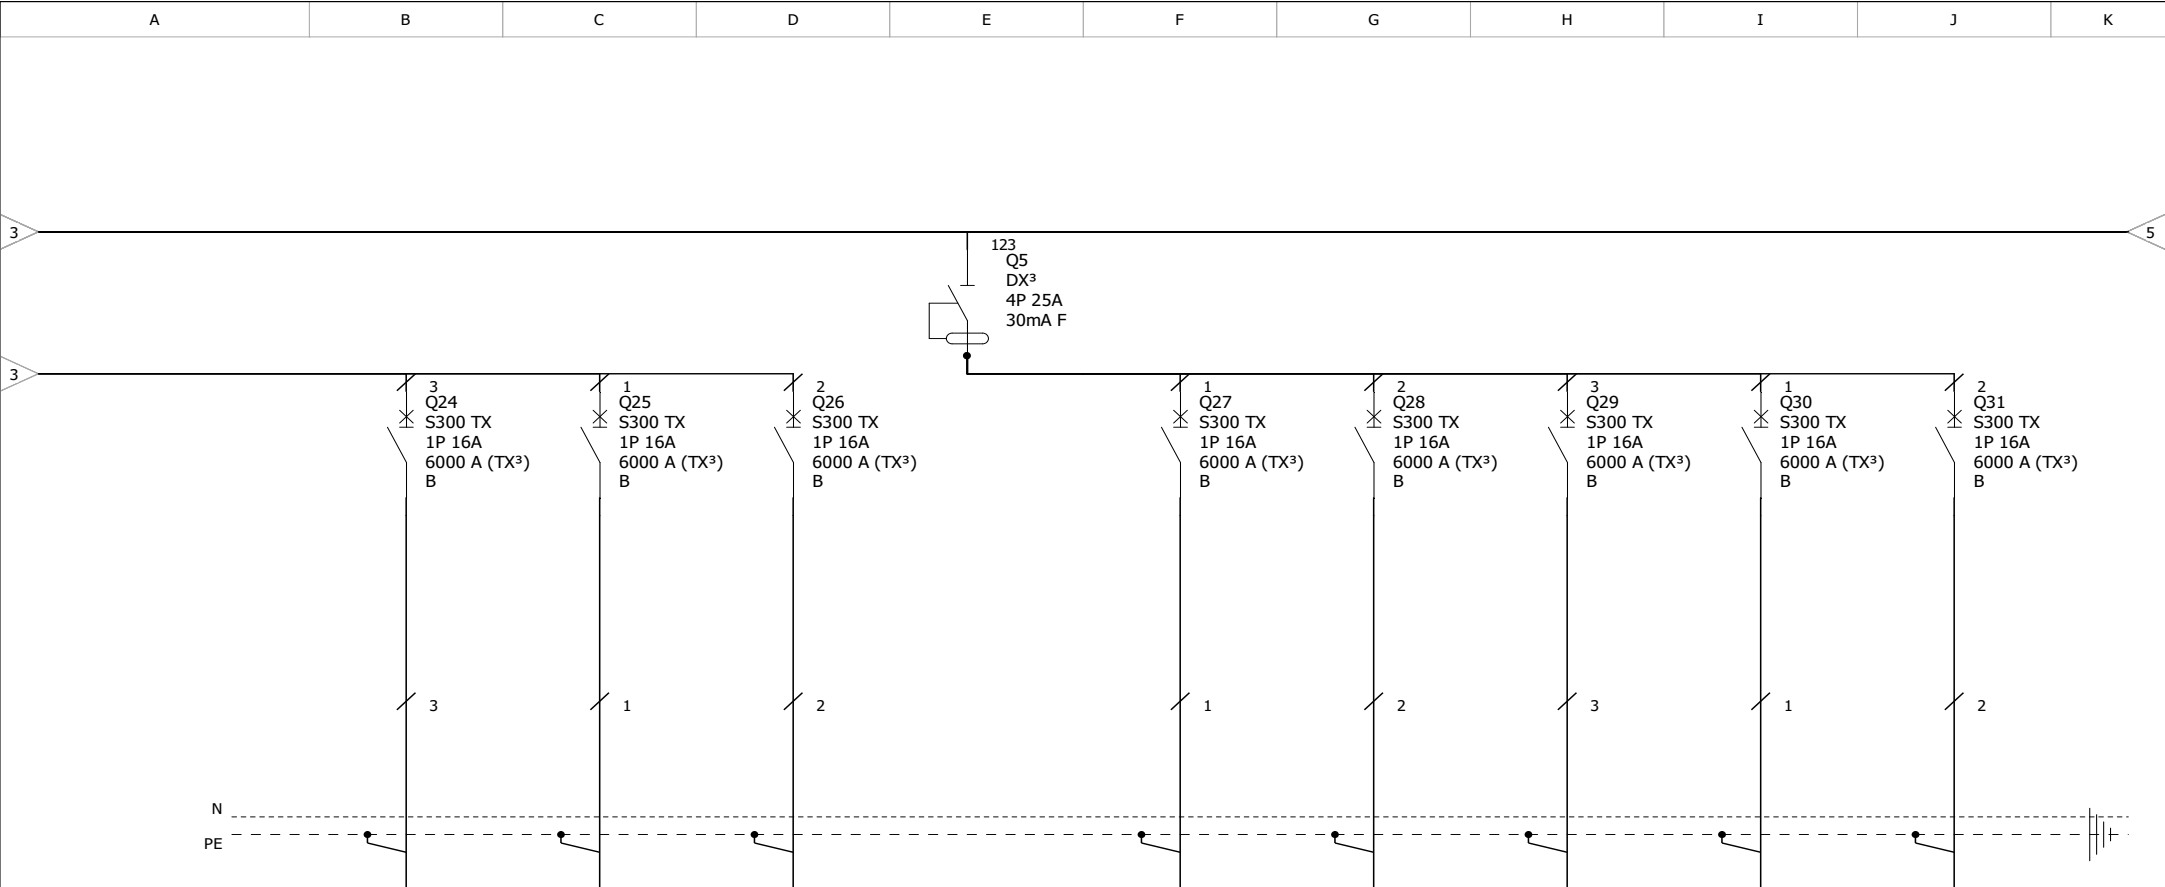 A B C D E F G H I J K
3 5
123
Q5
DX³
4P 25A
30mA F
3
3 1 2 1 2 3 1 2
Q24 Q25 Q26 Q27 Q28 Q29 Q30 Q31
S300 TX S300 TX S300 TX S300 TX S300 TX S300 TX S300 TX S300 TX
1P 16A 1P 16A 1P 16A 1P 16A 1P 16A 1P 16A 1P 16A 1P 16A
6000 A (TX³) 6000 A (TX³) 6000 A (TX³) 6000 A (TX³) 6000 A (TX³) 6000 A (TX³) 6000 A (TX³) 6000 A (TX³)
B B B B B B B B
3 1 2 1 2 3 1 2
N
PE